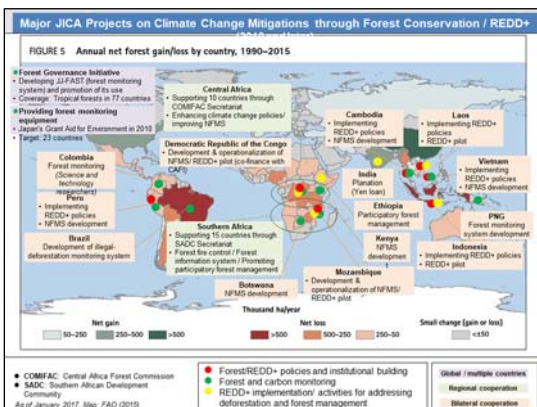 Major JICA Projects on Climate Change Mitigations through Forest Conservation / REDD+
FIGURE 5 Annual net forest gain/loss by country, 1990–2015
Forest Governance Initiative
• Developing JJ-FAST (forest
monitoring system) and promotion of its use
• Coverage: Tropical forests in 77 countries
Providing forest monitoring
equipment
• Japan's Grant Aid for Environment in 2010
• Target: 23 countries
Central Africa
• Supporting 10 countries through
COMIFAC Secretariat
• Enhancing climate change policies/
improving NFMS
Cambodia
• Implementing
REDD+ policies
• NFMS development
Laos
• Implementing REDD+
policies
• REDD+ pilot
Democratic Republic of the Congo
• Development & operationalization of
NFMS/ REDD+ pilot (co-finance with
CAFI)
Colombia
Forest monitoring
(Science and technology
researchers)
India
Planation
(Yen loan)
Vietnam
• Implementing
REDD+ policies
• NFMS development
Peru
• Implementing
REDD+ policies
• NFMS development
Ethiopia
Participatory forest
management
PNG
Forest monitoring
system development
Southern Africa
• Supporting 15 countries through
SADC Secretariat
• Forest fire control / Forest
information system / Promoting
participatory forest management
Brazil
Development of illegal-
deforestation monitoring system
Kenya
NFMS
developmen
Indonesia
• Implementing REDD+ policies
• REDD+ pilot
Mozambique
• Development &
operationalization of NFMS/
REDD+ pilot
Botswana
NFMS development
Thousand ha/year
Net gain
Net loss
Small change [gain or loss]
50–250
250–500
>500
>500
500–250
250–50
<±50
• COMIFAC: Central Africa Forest Commission
• SADC: Southern African Development
Community
As of January, 2017, Map: FAO (2015)
Forest/REDD+ policies and institutional building
Forest and carbon monitoring
REDD+ implementation/ activities for addressing
deforestation and forest management
Global / multiple countries
Regional cooperation
Bilateral cooperation